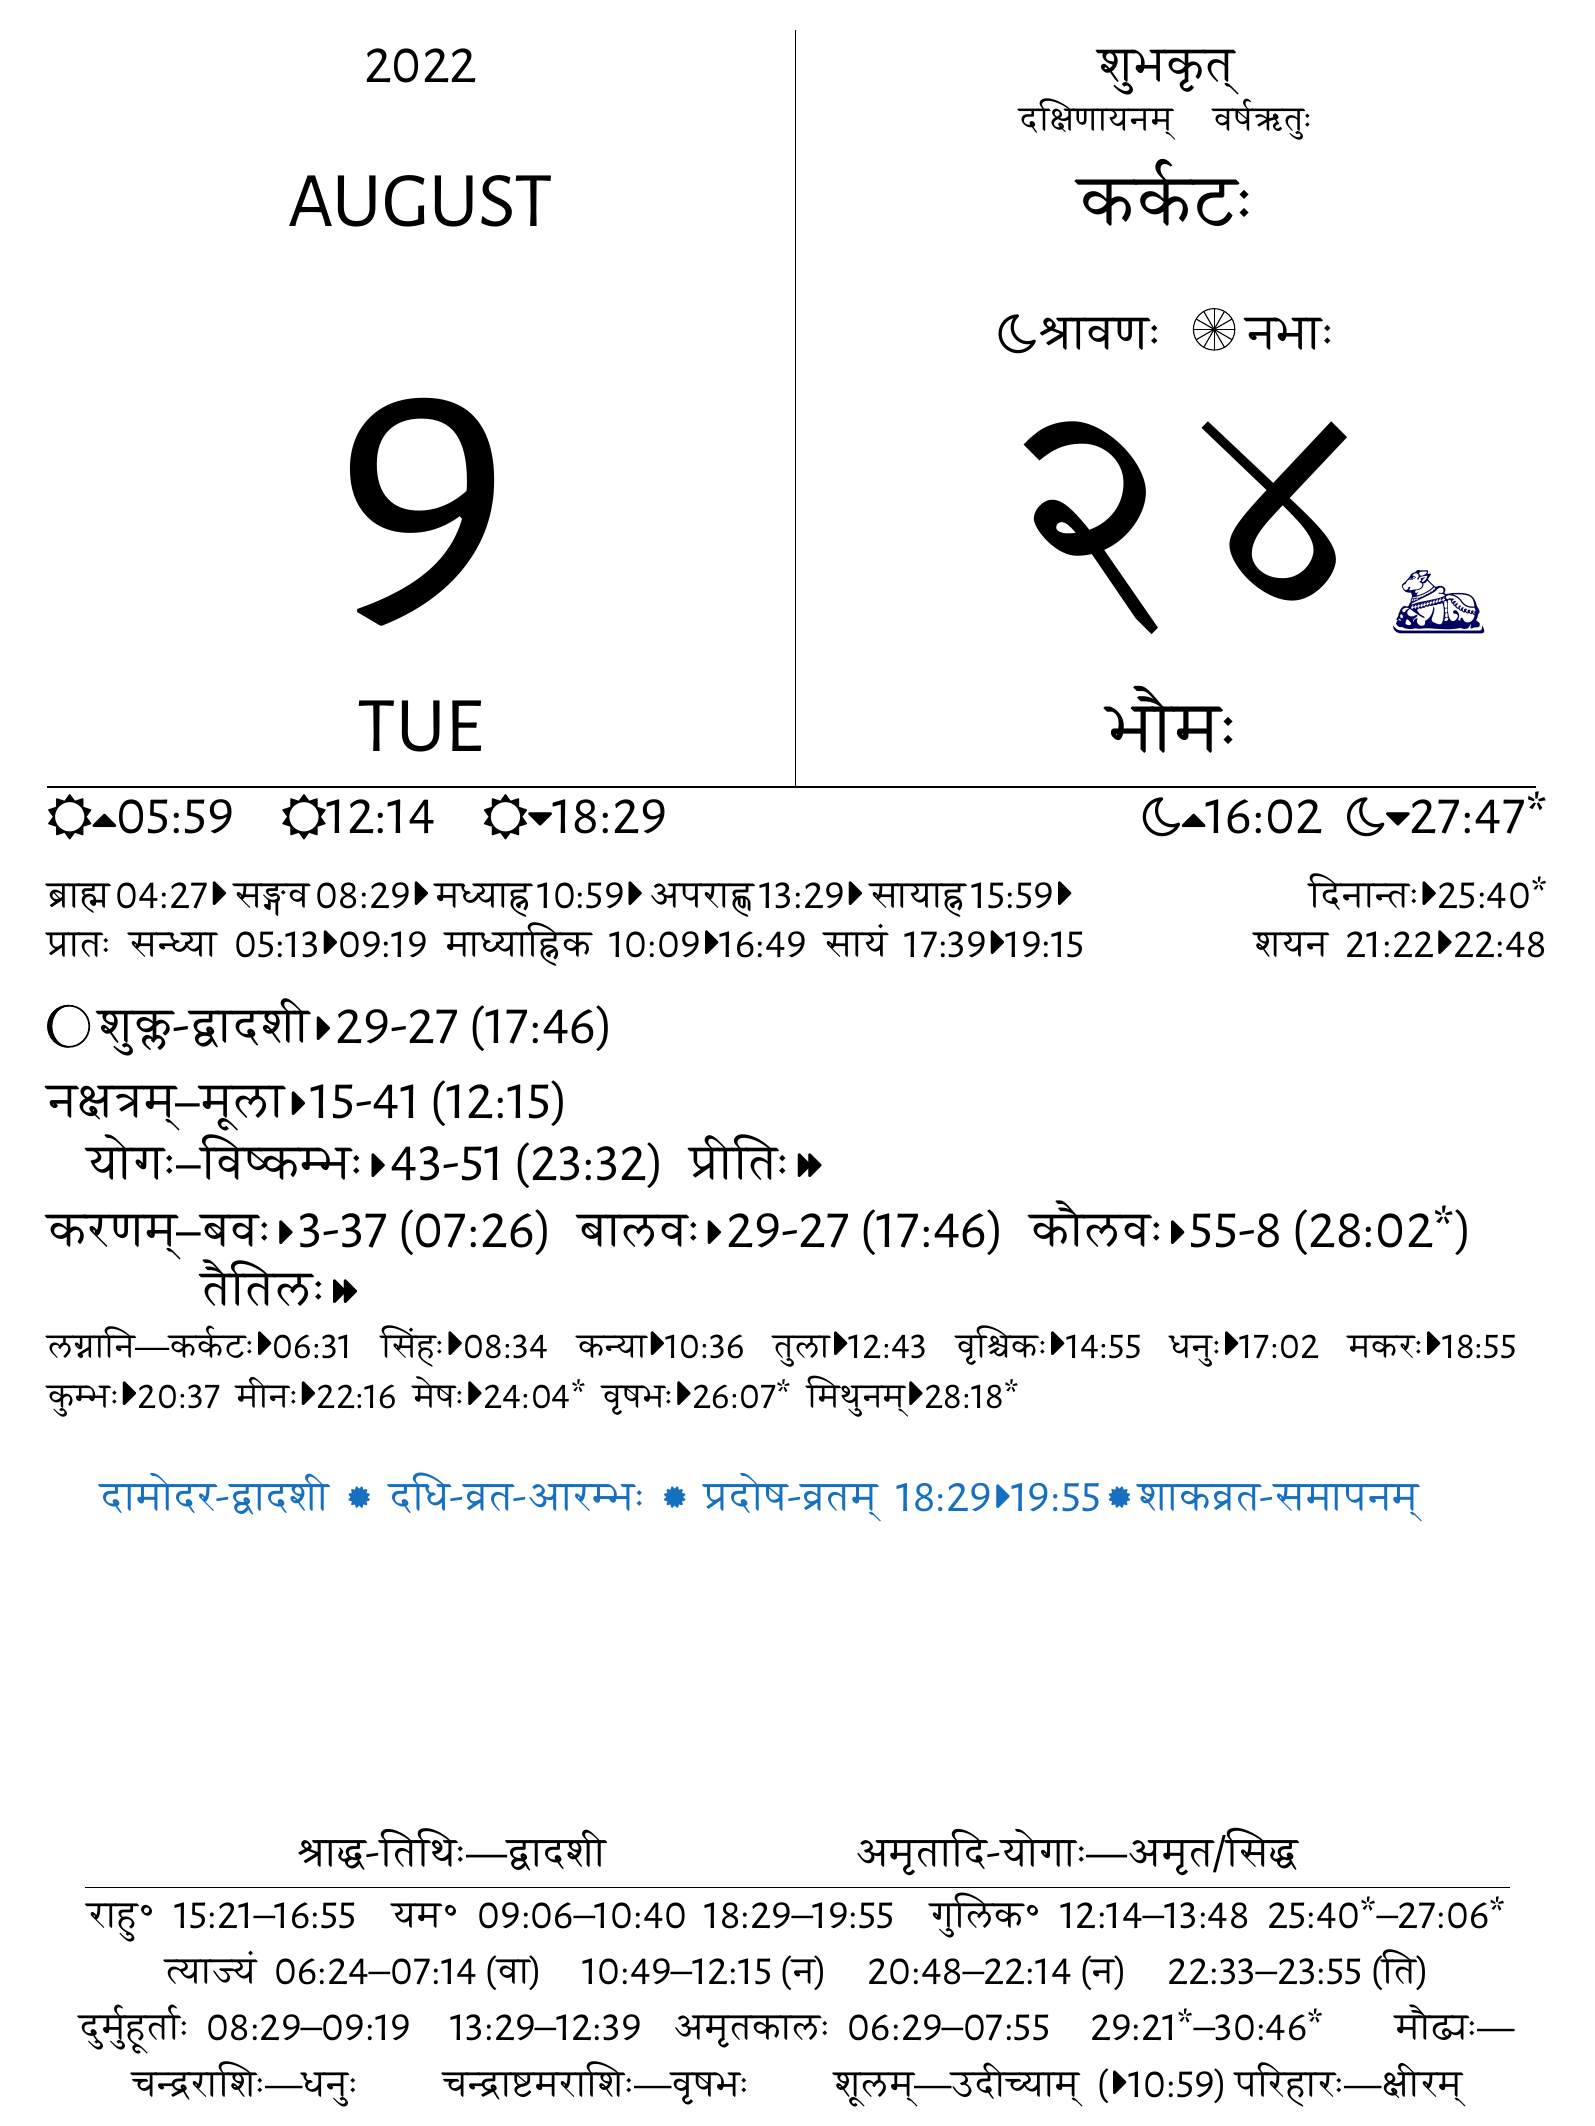 2022
AUGUST
9
TUE
शुभकृत्
दक्षिणायनम् वर्षऋतुः
कर्कटः
श्रावणः नभाः
२४
भौमः
05:59 12:14 18:29 16:02 27:47*
ब्राह्म 04:27 सङ्गव 08:29 मध्याह्न 10:59 अपराह्ण 13:29 सायाह्न 15:59 दिनान्तः 25:40*
प्रातः सन्ध्या 05:13 09:19 माध्याह्निक 10:09 16:49 सायं 17:39 19:15 शयन 21:22 22:48
शुक्ल-द्वादशी 29-27 (17:46)
नक्षत्रम्–मूला 15-41 (12:15)
योगः–विष्कम्भः 43-51 (23:32) प्रीतिः
करणम्–बवः 3-37 (07:26) बालवः 29-27 (17:46) कौलवः 55-8 (28:02*)
तैतिलः
लग्नानि—कर्कटः 06:31 सिंहः 08:34 कन्या 10:36 तुला 12:43 वृश्चिकः 14:55 धनुः 17:02 मकरः 18:55
कुम्भः 20:37 मीनः 22:16 मेषः 24:04* वृषभः 26:07* मिथुनम् 28:18*
दामोदर-द्वादशी ✹ दधि-व्रत-आरम्भः ✹ प्रदोष-व्रतम् 18:29 19:55 ✹ शाकव्रत-समापनम्
श्राद्ध-तिथिः—द्वादशी अमृतादि-योगाः—अमृत/सिद्ध
राहु° 15:21–16:55 यम° 09:06–10:40 18:29–19:55 गुलिक° 12:14–13:48 25:40*–27:06*
त्याज्यं 06:24–07:14 (वा) 10:49–12:15 (न) 20:48–22:14 (न) 22:33–23:55 (ति)
दुर्मुहूर्ताः 08:29–09:19 13:29–12:39 अमृतकालः 06:29–07:55 29:21*–30:46* मौढ्यः—
चन्द्रराशिः—धनुः चन्द्राष्टमराशिः—वृषभः शूलम्—उदीच्याम् ( 10:59) परिहारः—क्षीरम्